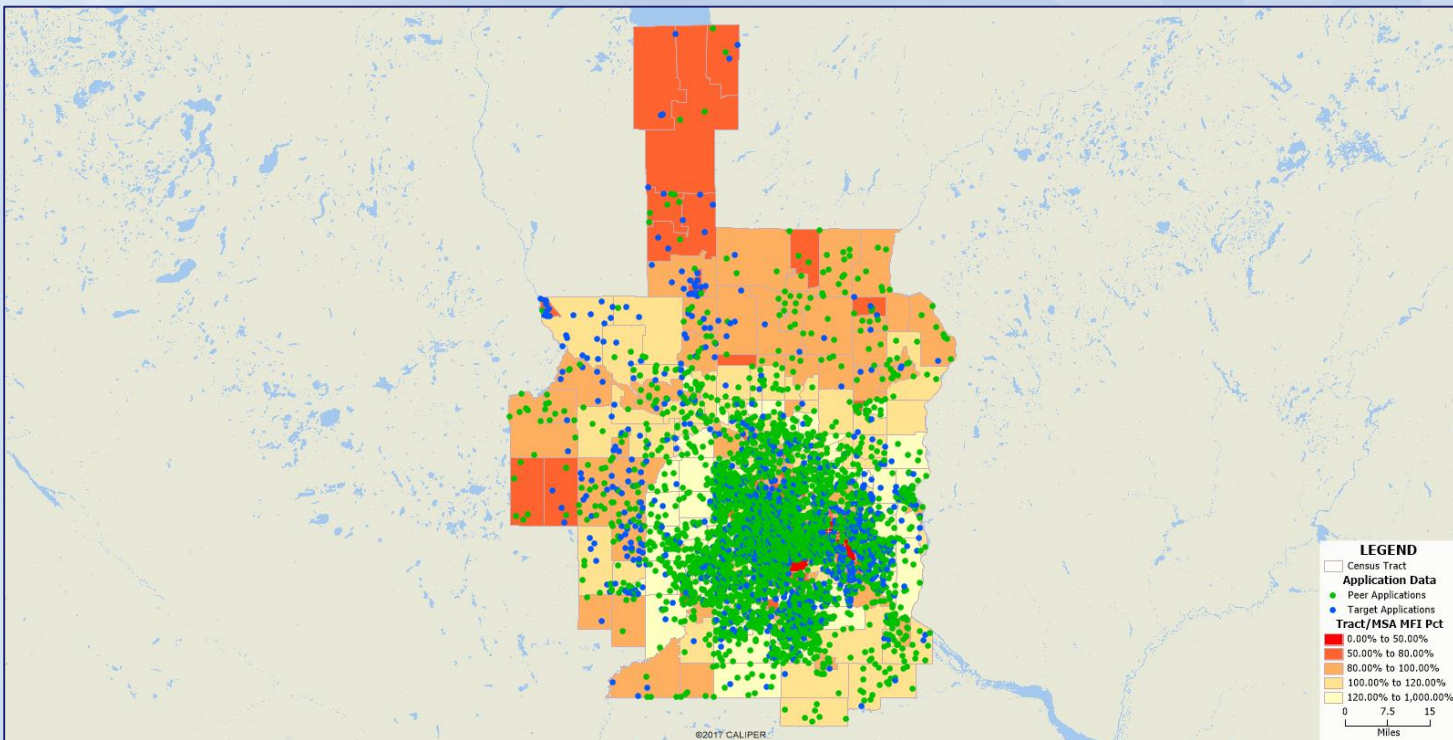 LEGEND
Census Tract
Application Data
Peer Applications
Target Applications
Tract/MSA MFI Pct
0.00% to 50.00%
50.00% to 80.00%
80.00% to 100.00%
100.00% to 120.00%
120.00% to 1,000.00%
0 7.5 15
Miles
©2017 CALIPER